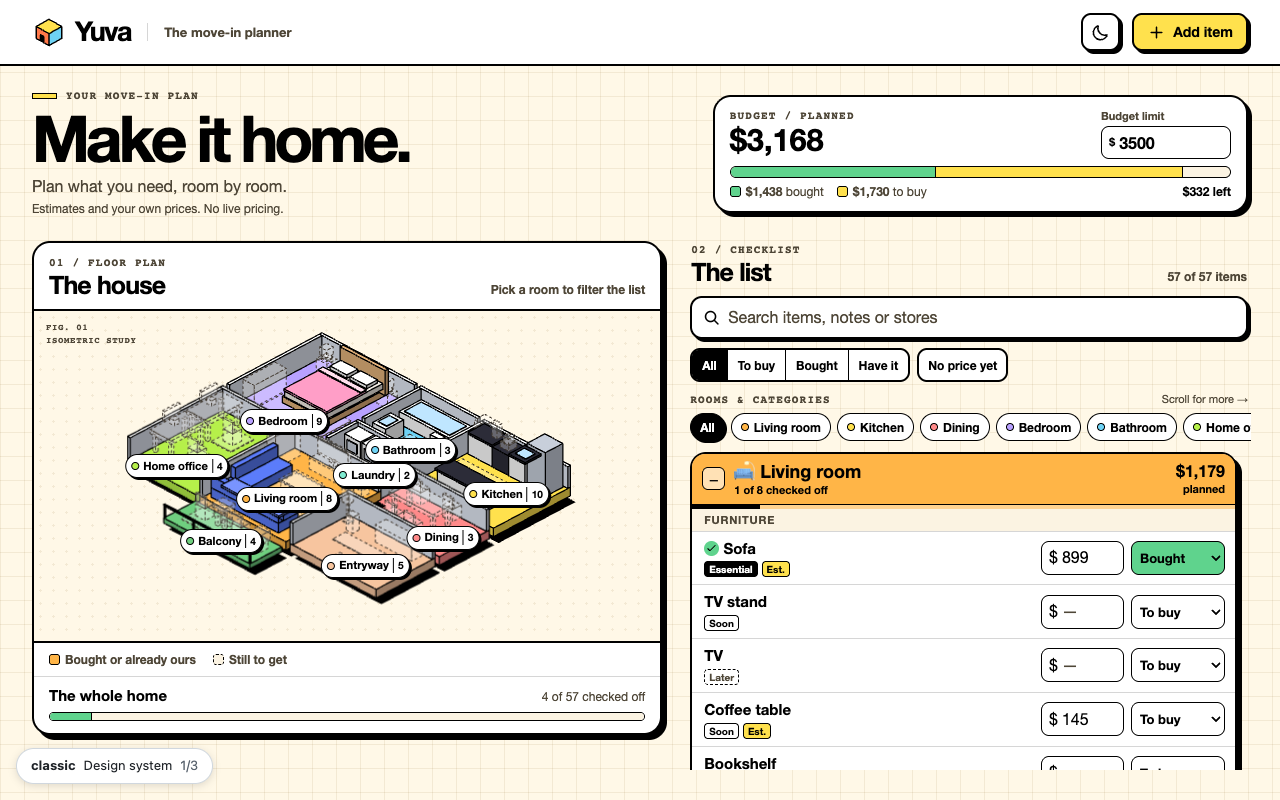 Yuva
The move-in planner
Add item
YOUR MOVE-IN PLAN
Make it home.
Plan what you need, room by room.
Estimates and your own prices. No live pricing.
BUDGET / PLANNED
$3,168
Budget limit
$ 3500
$1,438 bought
$1,730 to buy
$332 left
01 / FLOOR PLAN
The house
Pick a room to filter the list
FIG. 01
ISOMETRIC STUDY
Bedroom 9
Bathroom 3
Home office 4
Laundry 2
Living room 8
Kitchen 10
Balcony 4
Dining 3
Entryway 5
Bought or already ours
Still to get
The whole home
4 of 57 checked off
02 / CHECKLIST
The list
57 of 57 items
Search items, notes or stores
All
To buy
Bought
Have it
No price yet
ROOMS & CATEGORIES
Scroll for more →
All
Living room
Kitchen
Dining
Bedroom
Bathroom
Home o
Living room
1 of 8 checked off
$1,179
planned
FURNITURE
Sofa
Essential
Est.
$ 899
Bought
TV stand
Soon
$ —
To buy
TV
Later
$ —
To buy
Coffee table
Soon
Est.
$ 145
To buy
Bookshelf
classic Design system 1/3